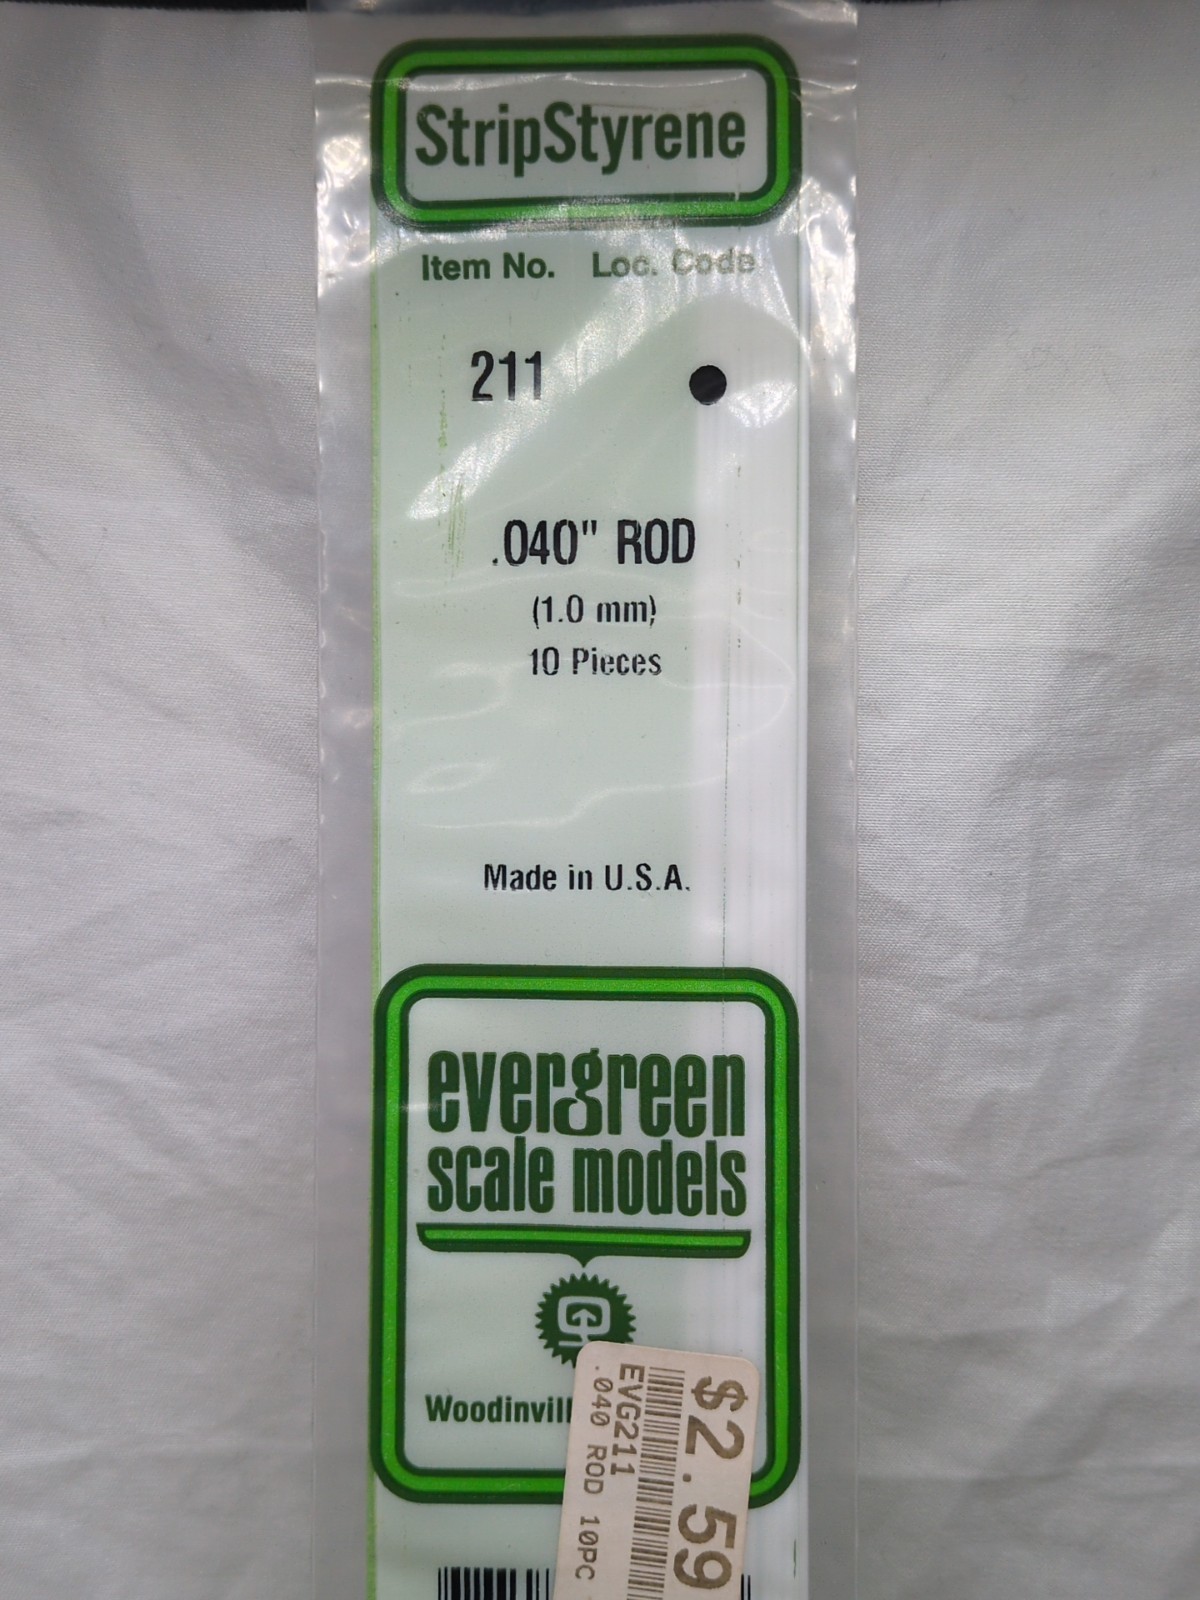 StripStyrene
Item No. Loc. Code
211
.040" ROD
(1.0 mm)
10 Pieces
Made in U.S.A.
evergreen
scale models
$2.59
EVG211
.040 ROD 10PC